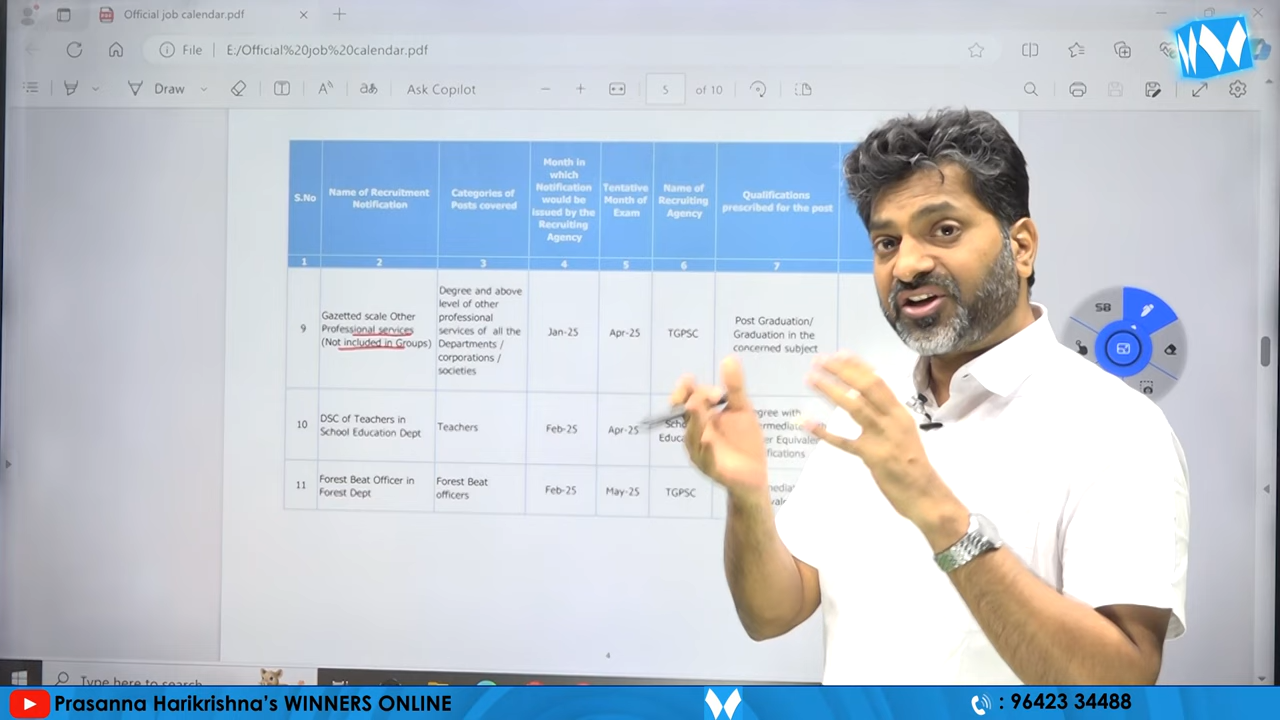 Official job calendar.pdf
File
E:/Official%20job%20calendar.pdf
Draw
Ask Copilot
5
of 10
S.No
Name of Recruitment
Notification
Categories of
Posts covered
Month in
which
Notification
would be
issued by the
Recruiting
Agency
Tentative
Month of
Exam
Name of
Recruiting
Agency
Qualifications
prescribed for the post
1
2
3
4
5
6
7
9
Gazetted scale Other
Professional services
(Not included in Groups)
Degree and above
level of other
professional
services of all the
Departments /
corporations /
societies
Jan-25
Apr-25
TGPSC
Post Graduation/
Graduation in the
concerned subject
10
DSC of Teachers in
School Education Dept
Teachers
Feb-25
Apr-25
11
Forest Beat Officer in
Forest Dept
Forest Beat
officers
Feb-25
May-25
TGPSC
SB
4
Type here to search
Prasanna Harikrishna's WINNERS ONLINE
: 96423 34488